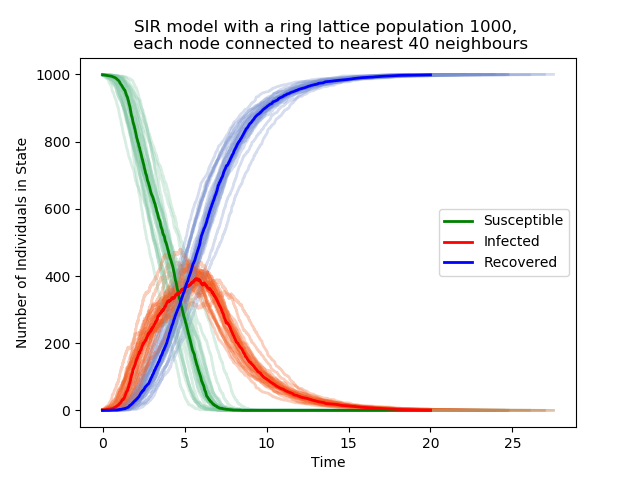 SIR model with a ring lattice population 1000,
each node connected to nearest 40 neighbours
1000
800
600
400
200
0
Number of Individuals in State
Susceptible
Infected
Recovered
0 5 10 15 20 25
Time